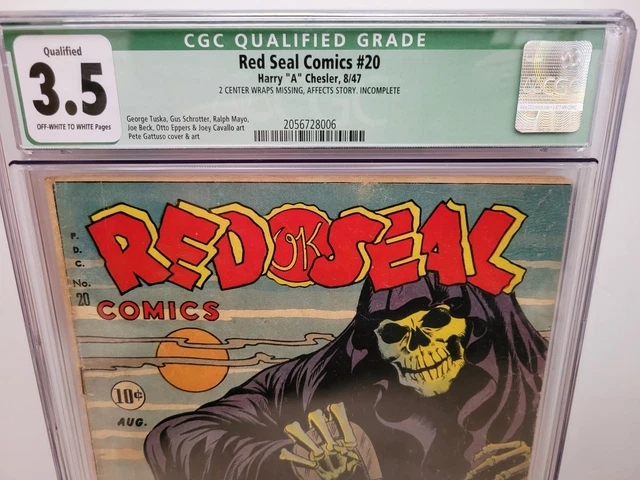 CGC QUALIFIED GRADE
Qualified
3.5
OFF-WHITE TO WHITE Pages
Red Seal Comics #20
Harry "A" Chesler, 8/47
2 CENTER WRAPS MISSING, AFFECTS STORY. INCOMPLETE
George Tuska, Gus Schrotter, Ralph Mayo,
Joe Beck, Otto Eppers & Joey Cavallo art
Pete Gattuso cover & art
2056728006
CGC
RED OK SEAL
COMICS
P.
D.
C.
No.
20
10¢
AUG.